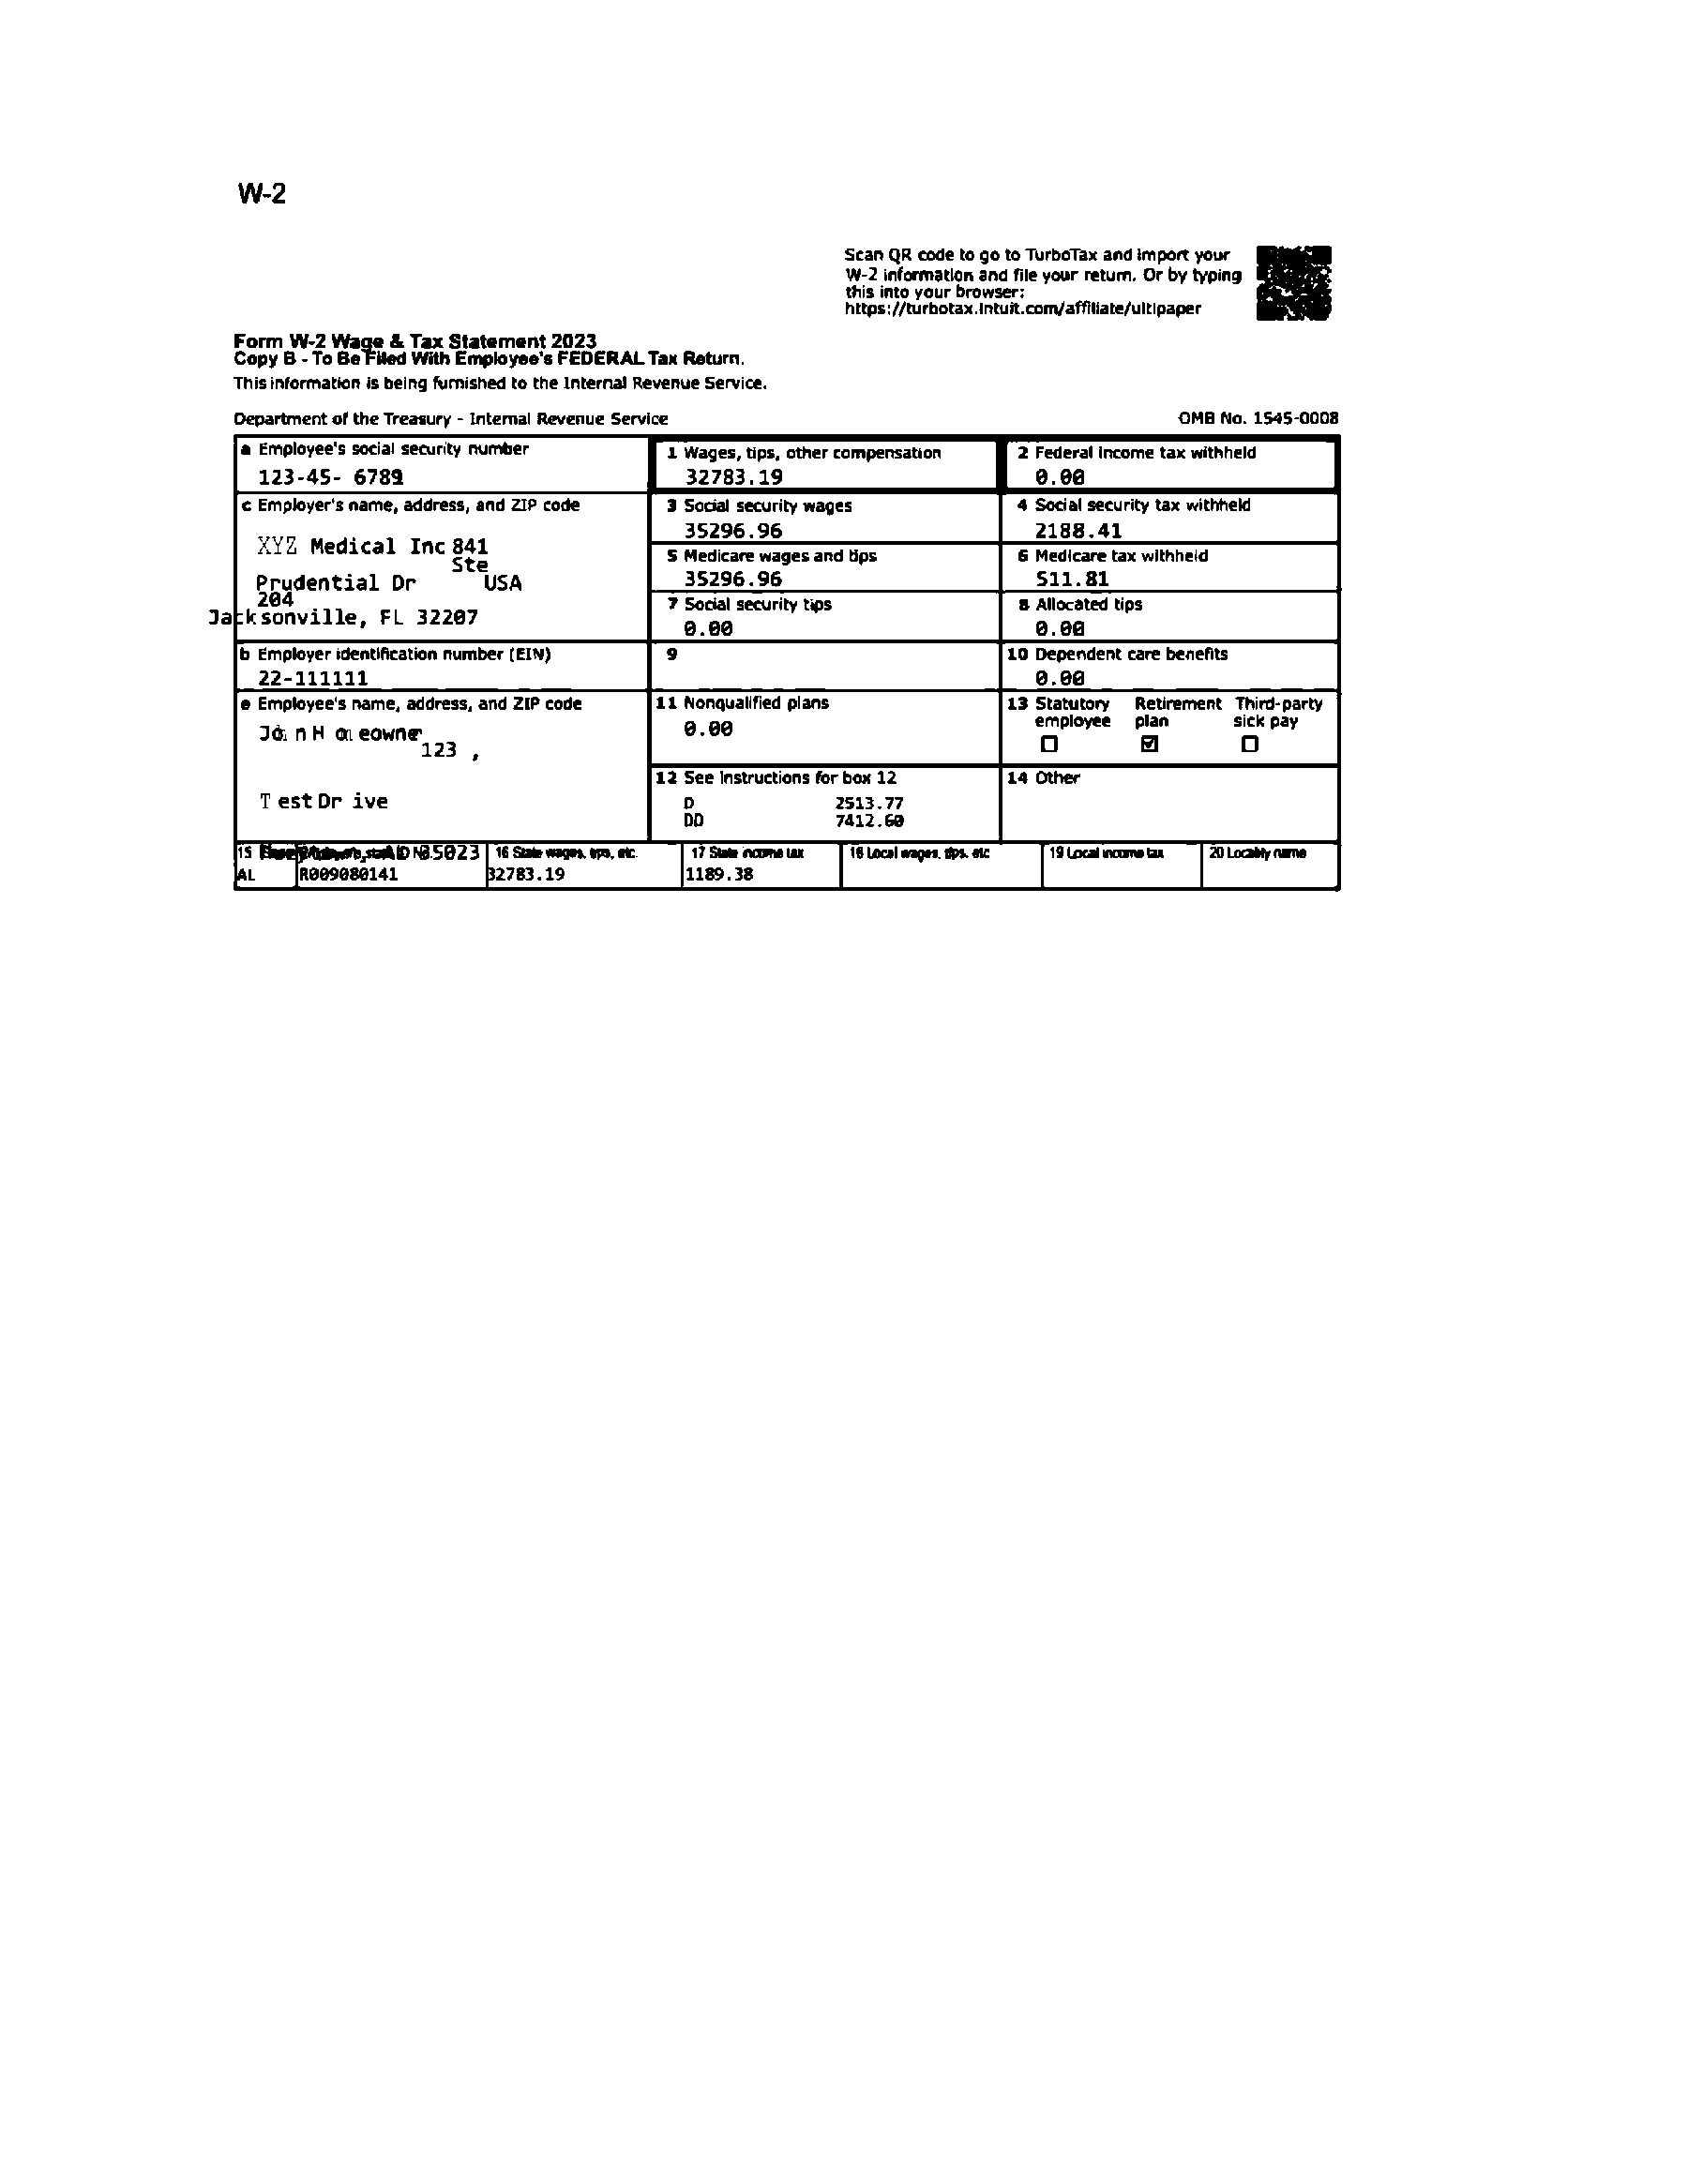 W-2
Scan QR code to go to TurboTax and import your
W-2 information and file your return. Or by typing
this into your browser:
https://turbotax.intuit.com/affiliate/ultipaper
Form W-2 Wage & Tax Statement 2023
Copy B - To Be Filed With Employee's FEDERAL Tax Return.
This information is being furnished to the Internal Revenue Service.
Department of the Treasury - Internal Revenue Service OMB No. 1545-0008
a Employee's social security number
123-45- 6789
1 Wages, tips, other compensation
32783.19
2 Federal income tax withheld
0.00
c Employer's name, address, and ZIP code
XYZ Medical Inc 841
Ste
Prudential Dr USA
204
Jacksonville, FL 32207
3 Social security wages
35296.96
4 Social security tax withheld
2188.41
5 Medicare wages and tips
35296.96
6 Medicare tax withheld
511.81
7 Social security tips
0.00
8 Allocated tips
0.00
b Employer identification number (EIN)
22-111111
9
10 Dependent care benefits
0.00
e Employee's name, address, and ZIP code
123 ,
Test Drive
11 Nonqualified plans
0.00
13 Statutory employee Retirement plan Third-party sick pay
12 See instructions for box 12
D 2513.77
DD 7412.60
14 Other
15 35023 16 State wages, tips, etc. 17 State income tax 18 Local wages, tips, etc 19 Local income tax 20 Locality name
AL R009080141 32783.19 1189.38